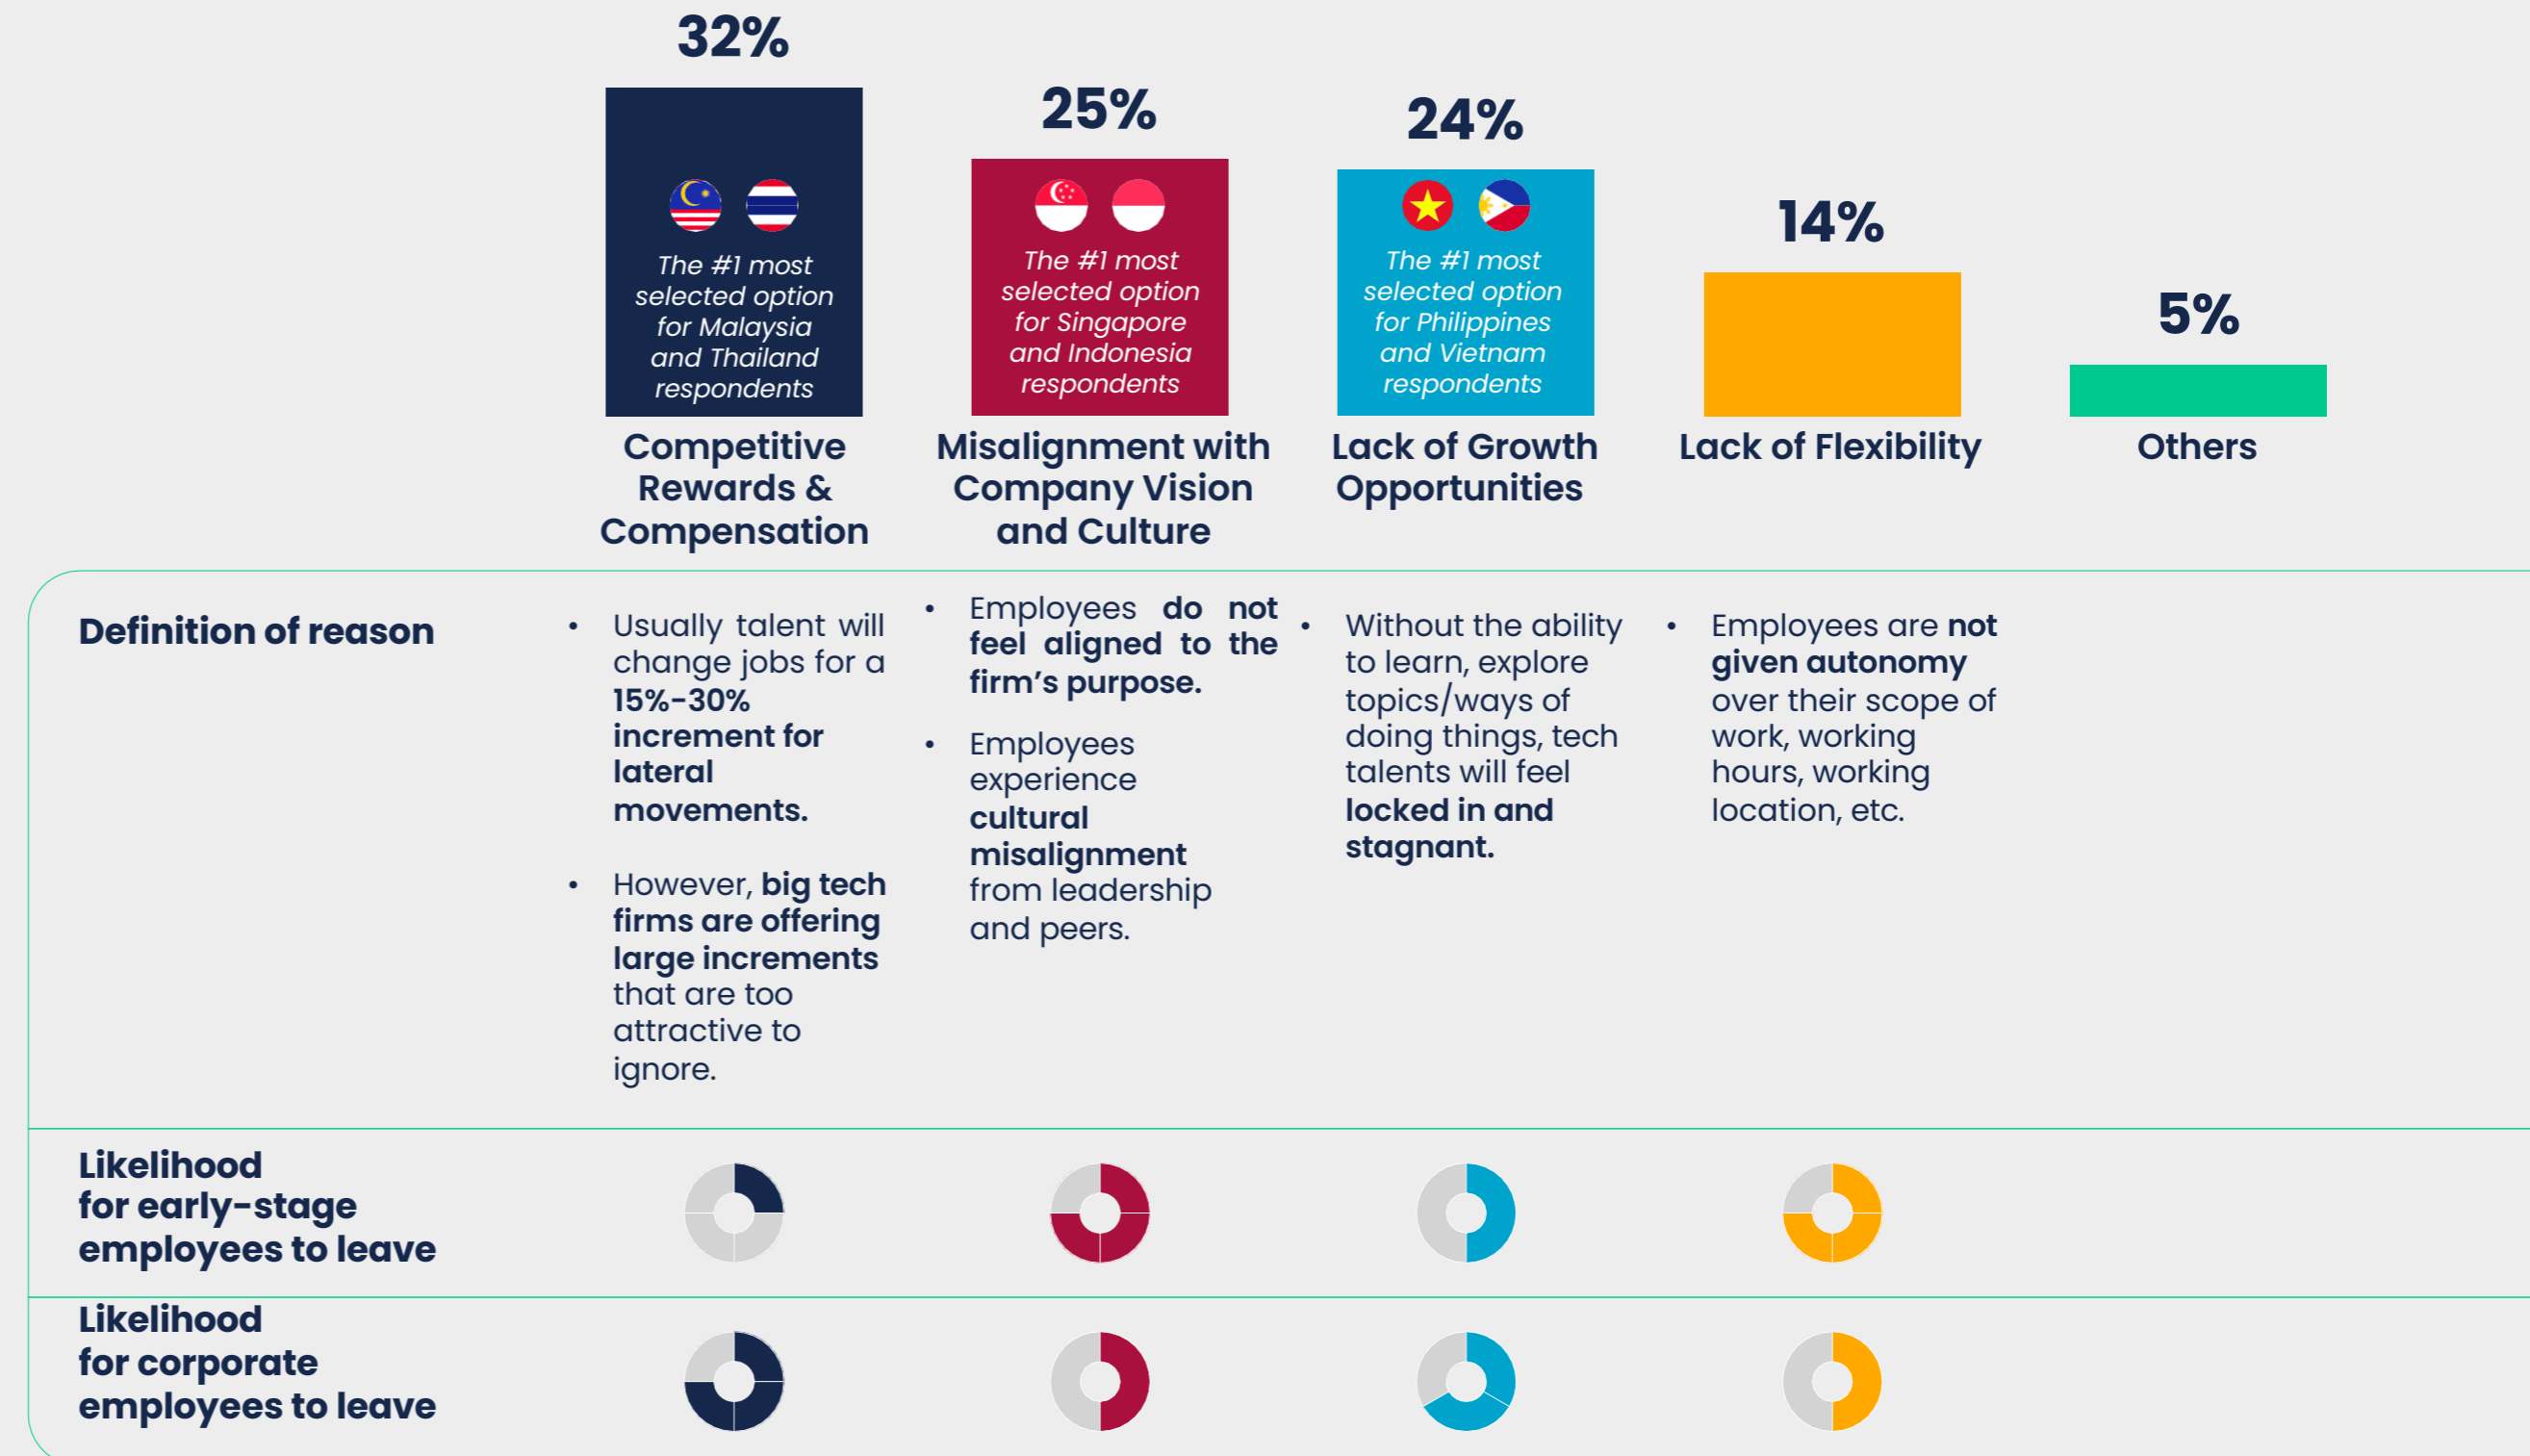 32%
25%
24%
14%
5%
The #1 most
selected option
for Malaysia
and Thailand
respondents
The #1 most
selected option
for Singapore
and Indonesia
respondents
The #1 most
selected option
for Philippines
and Vietnam
respondents
Competitive
Rewards &
Compensation
Misalignment with
Company Vision
and Culture
Lack of Growth
Opportunities
Lack of Flexibility
Others
Definition of reason
• Usually talent will
change jobs for a
15%-30%
increment for
lateral
movements.
• However, big tech
firms are offering
large increments
that are too
attractive to
ignore.
• Employees do not
feel aligned to the
firm's purpose.
• Employees
experience
cultural
misalignment
from leadership
and peers.
• Without the ability
to learn, explore
topics/ways of
doing things, tech
talents will feel
locked in and
stagnant.
• Employees are not
given autonomy
over their scope of
work, working
hours, working
location, etc.
Likelihood
for early-stage
employees to leave
Likelihood
for corporate
employees to leave